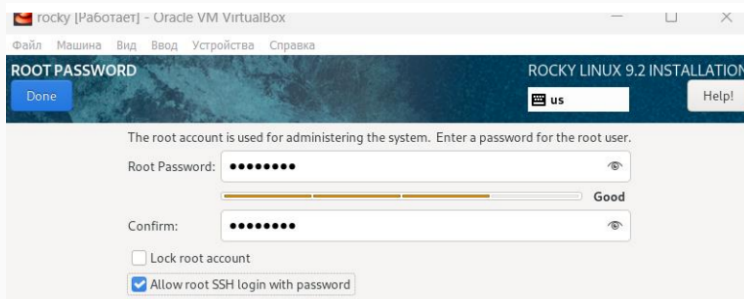 rocky [Работает] - Oracle VM VirtualBox
Файл Машина Вид Ввод Устройства Справка
ROOT PASSWORD ROCKY LINUX 9.2 INSTALLATION
Done us Help!
The root account is used for administering the system. Enter a password for the root user.
Root Password: ●●●●●●●●
Good
Confirm: ●●●●●●●●
Lock root account
Allow root SSH login with password